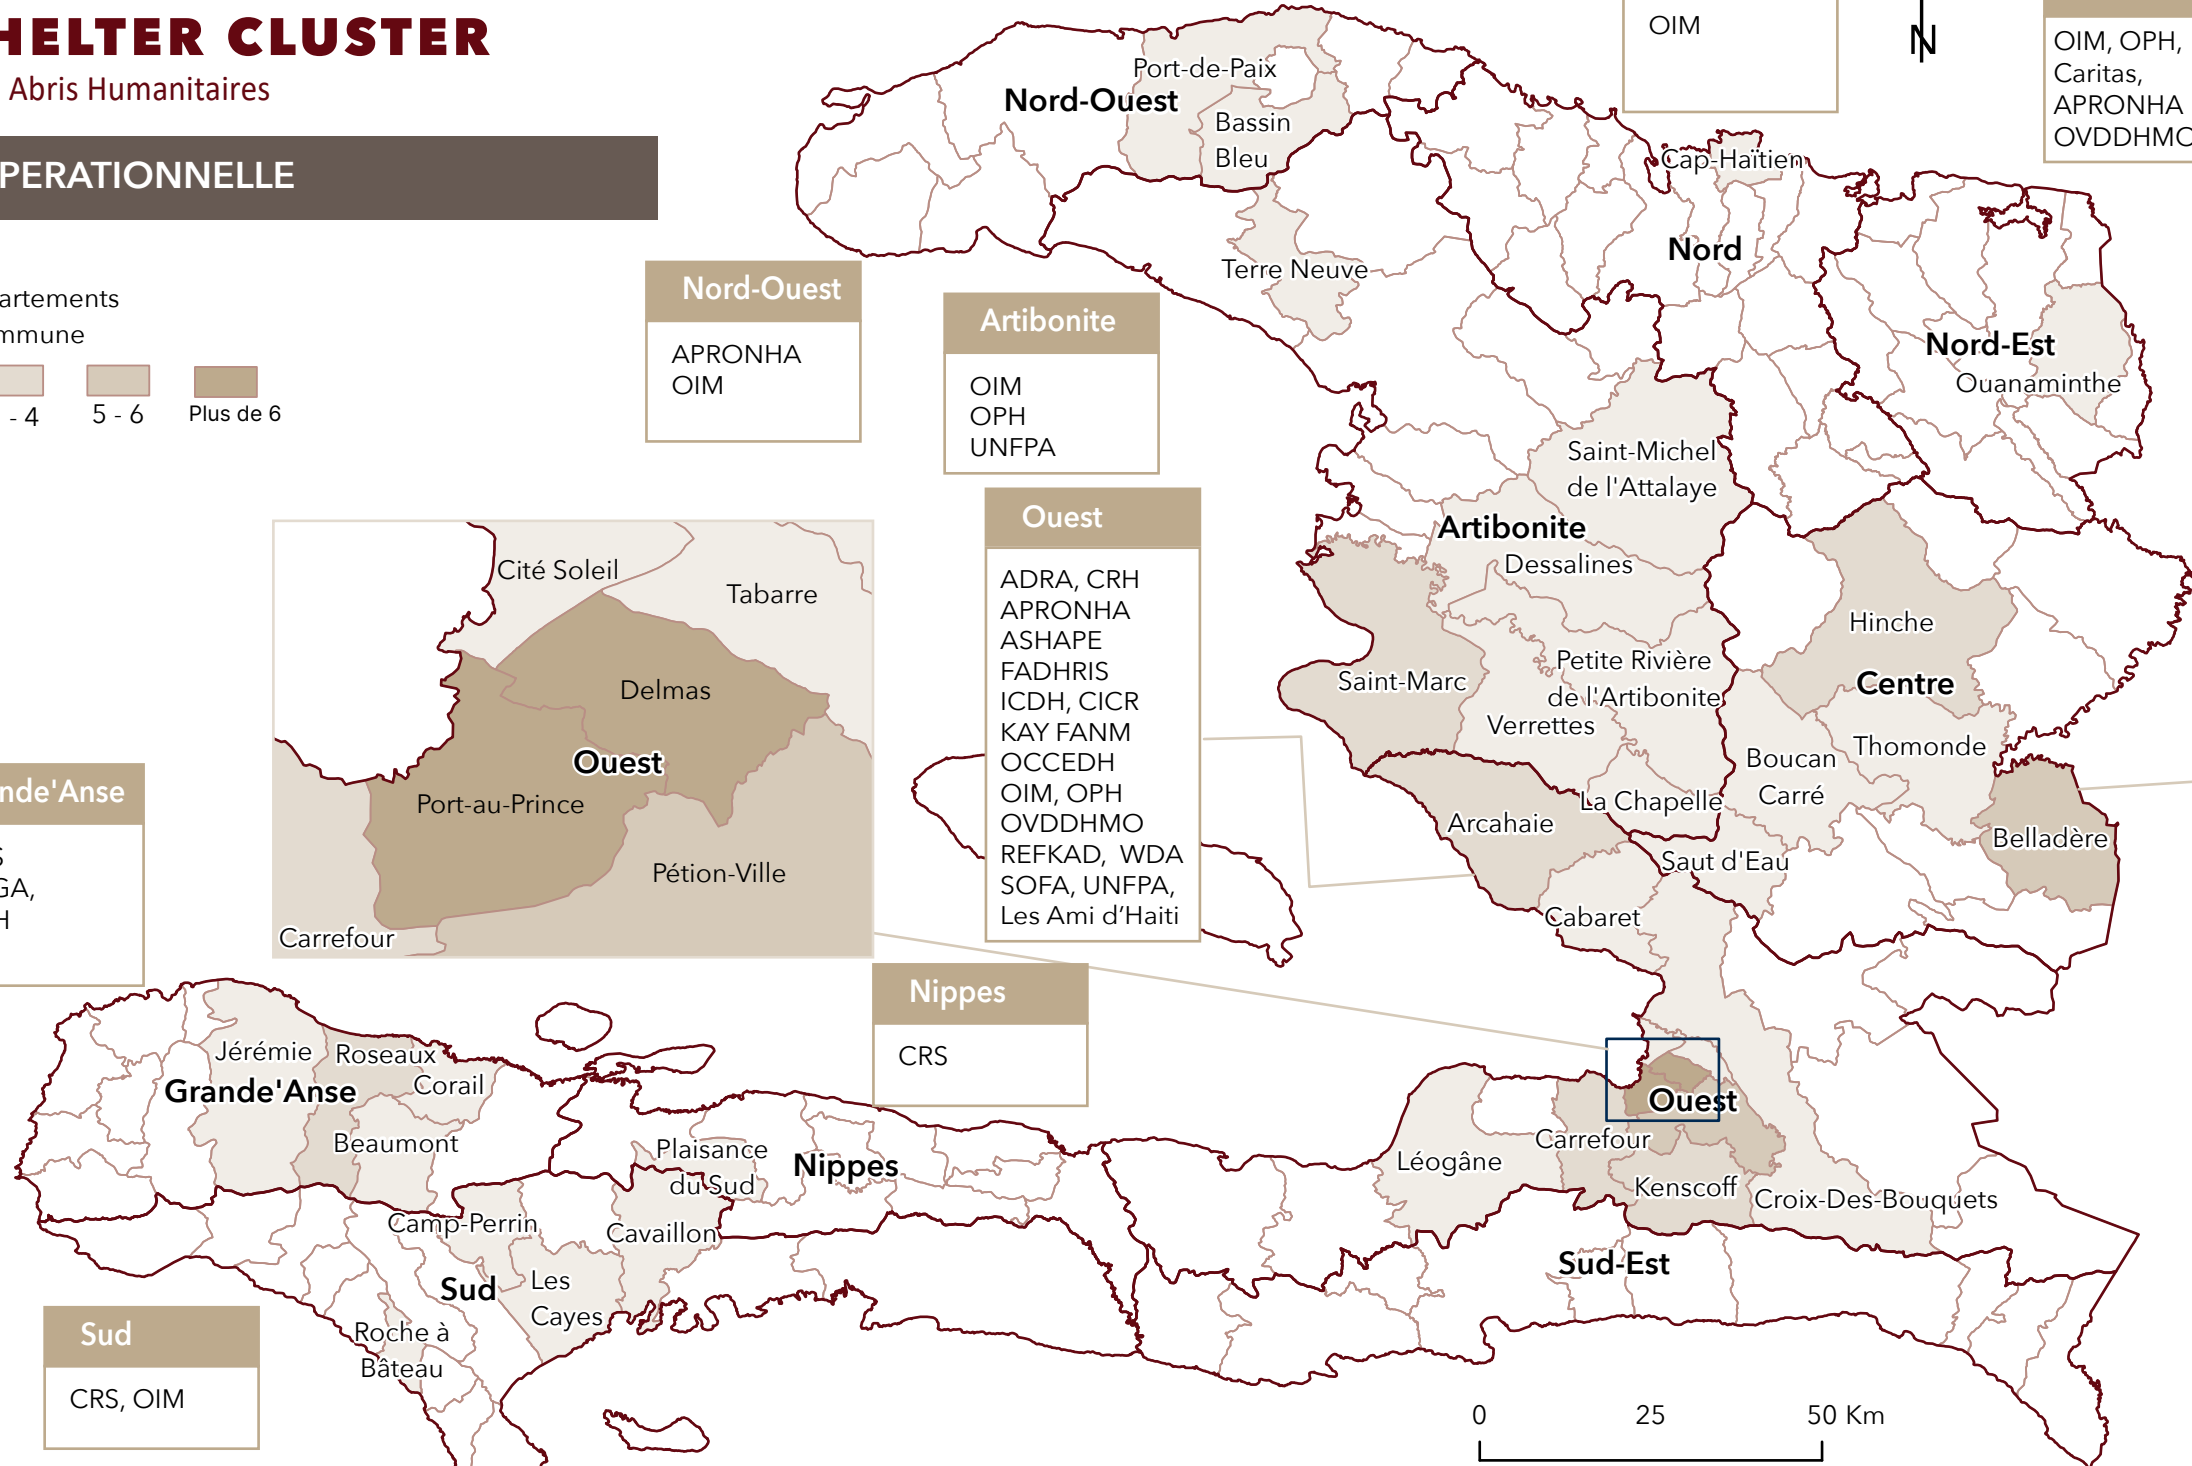 HELTER CLUSTER
Abris Humanitaires
PERATIONNELLE
artements
mmune
- 4
5 - 6
Plus de 6
OIM
N
OIM, OPH,
Caritas,
APRONHA
OVDDHMO
Nord-Ouest
APRONHA
OIM
Artibonite
OIM
OPH
UNFPA
Ouest
ADRA, CRH
APRONHA
ASHAPE
FADHRIS
ICDH, CICR
KAY FANM
OCCEDH
OIM, OPH
OVDDHMO
REFKAD, WDA
SOFA, UNFPA,
Les Ami d’Haiti
Nippes
CRS
nde'Anse
S
GA,
H
Sud
CRS, OIM
Cité Soleil
Tabarre
Delmas
Ouest
Port-au-Prince
Pétion-Ville
Carrefour
Port-de-Paix
Nord-Ouest
Bassin
Bleu
Terre Neuve
Cap-Haïtien
Nord
Nord-Est
Ouanaminthe
Saint-Michel
de l'Attalaye
Artibonite
Dessalines
Hinche
Petite Rivière
de l'Artibonite
Saint-Marc
Centre
Verrettes
Thomonde
Boucan
Carré
La Chapelle
Arcahaie
Belladère
Saut d'Eau
Cabaret
Jérémie
Roseaux
Corail
Grande'Anse
Beaumont
Plaisance
du Sud
Nippes
Ouest
Carrefour
Léogâne
Kenscoff
Croix-Des-Bouquets
Camp-Perrin
Cavaillon
Sud
Les
Cayes
Sud-Est
Roche à
Bâteau
0
25
50 Km